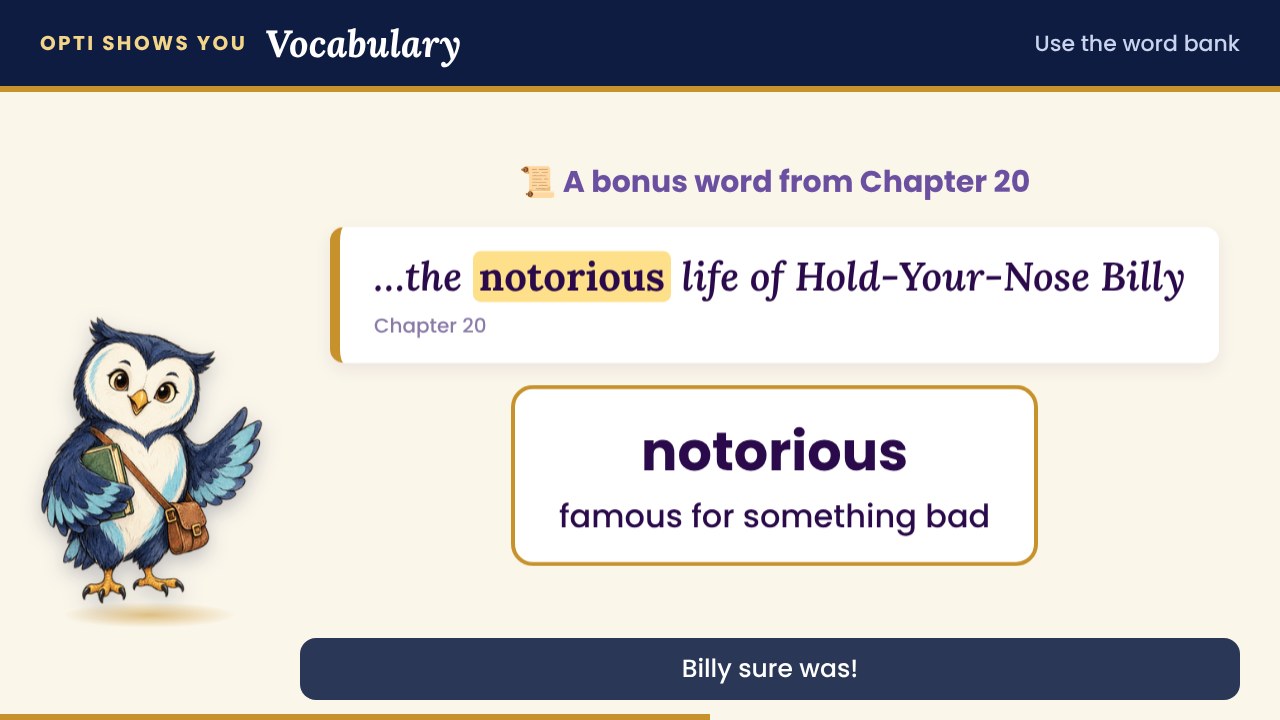 OPTI SHOWS YOU Vocabulary
Use the word bank
A bonus word from Chapter 20
...the notorious life of Hold-Your-Nose Billy
Chapter 20
notorious
famous for something bad
Billy sure was!